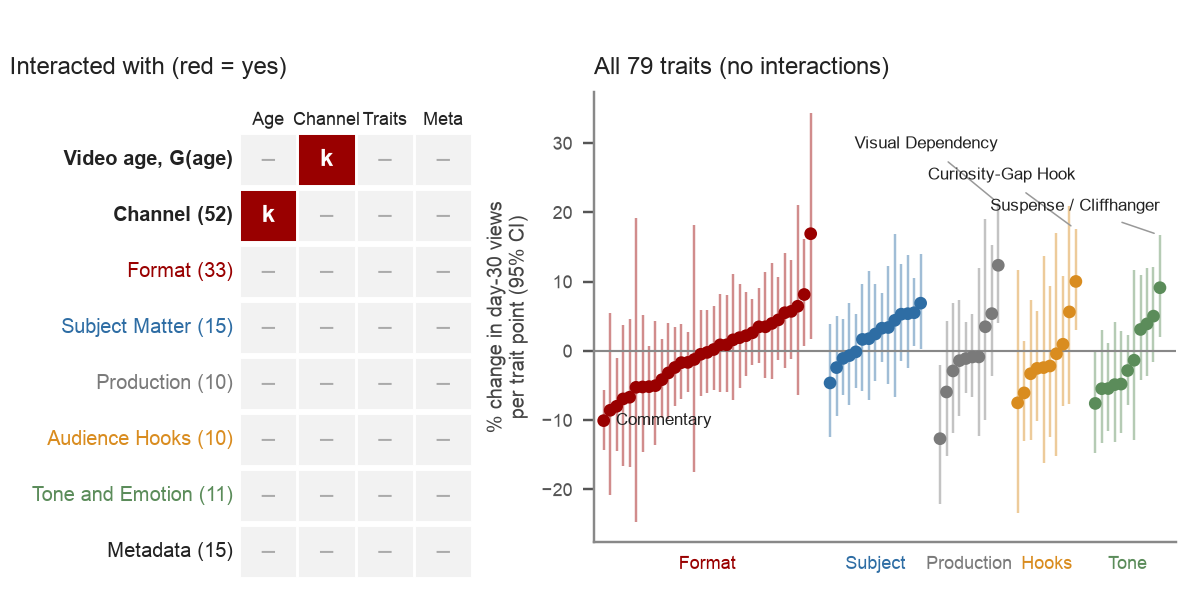 Interacted with (red = yes)
Age Channel Traits Meta
Video age, G(age) – k – –
Channel (52) k – – –
Format (33) – – – –
Subject Matter (15) – – – –
Production (10) – – – –
Audience Hooks (10) – – – –
Tone and Emotion (11) – – – –
Metadata (15) – – – –
All 79 traits (no interactions)
% change in day-30 views
per trait point (95% CI)
30
20
10
0
−10
−20
Visual Dependency
Curiosity-Gap Hook
Suspense / Cliffhanger
Commentary
Format Subject Production Hooks Tone